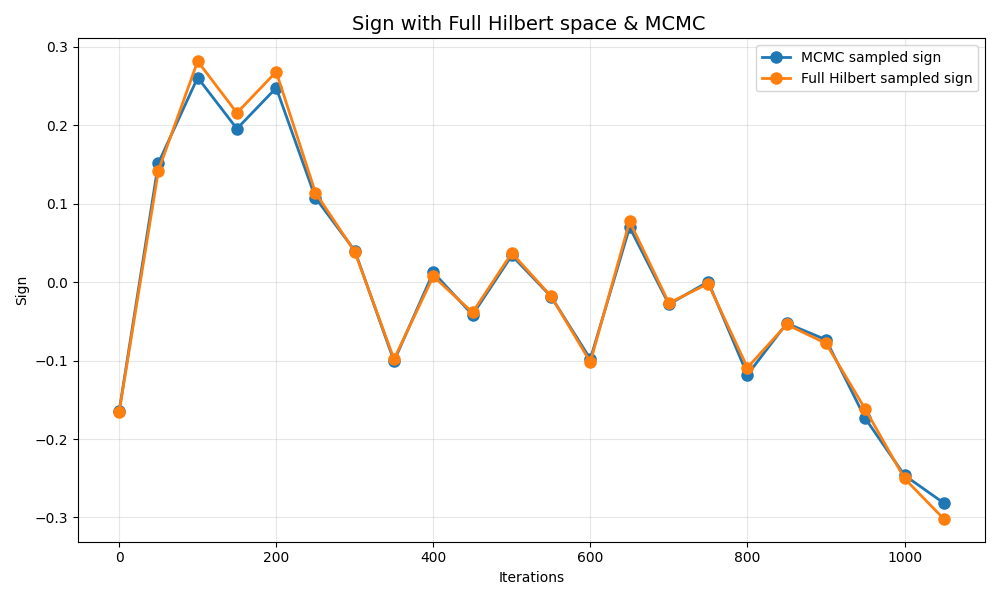 Sign with Full Hilbert space & MCMC
MCMC sampled sign
Full Hilbert sampled sign
Sign
0.3
0.2
0.1
0.0
−0.1
−0.2
−0.3
0 200 400 600 800 1000
Iterations